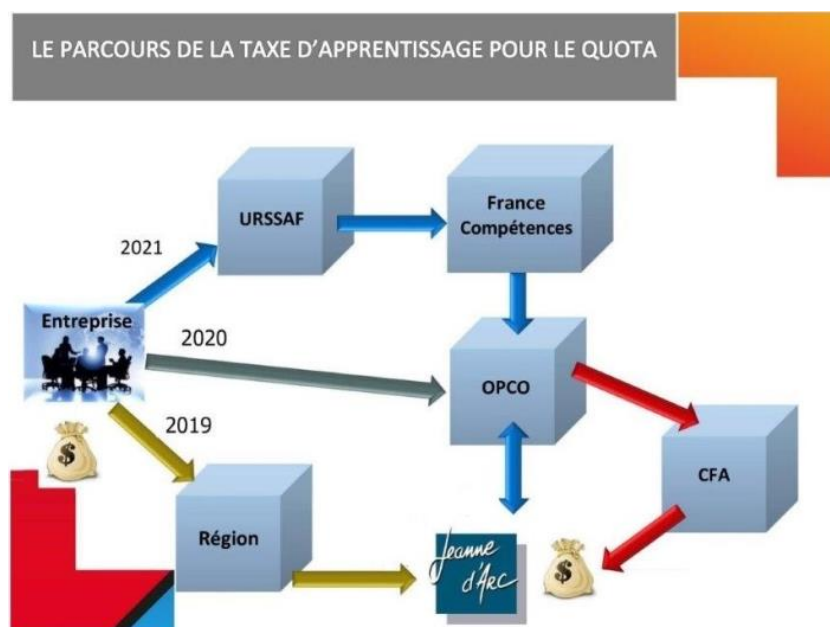 LE PARCOURS DE LA TAXE D'APPRENTISSAGE POUR LE QUOTA
URSSAF
France
Compétences
2021
Entreprise
2020
OPCO
2019
CFA
Région
Jeanne
d'Arc
$
$